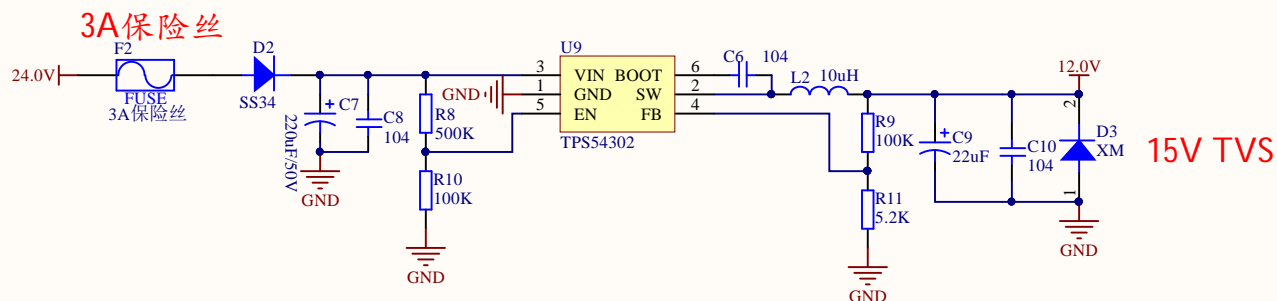 3A保险丝
F2
24.0V
FUSE
3A保险丝
D2
SS34
C7
220uF/50V
C8
104
GND
R8
500K
R10
100K
GND
GND
U9
3 VIN BOOT 6
1 GND SW 2
5 EN FB 4
TPS54302
C6 104
L2 10uH
R9
100K
R11
5.2K
GND
C9
22uF
C10
104
12.0V
2
D3
XM
1
GND
15V TVS